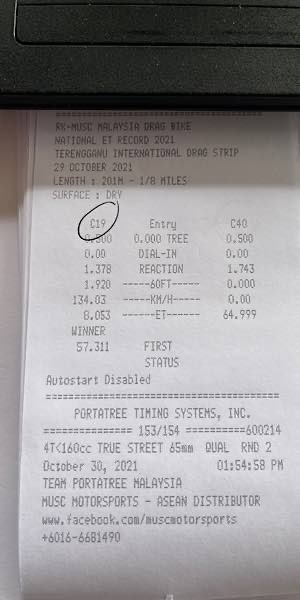 RK-MUSC MALAYSIA DRAG BIKE
NATIONAL ET RECORD 2021
TERENGGANU INTERNATIONAL DRAG STRIP
29 OCTOBER 2021
LENGTH : 201M - 1/8 MILES
SURFACE : DRY
C19 Entry C40
0.500 0.000 TREE 0.500
0.00 DIAL-IN 0.00
1.378 REACTION 1.743
1.920 -----60FT----- 0.000
134.03 -----KM/H----- 0.00
8.053 ------ET------ 64.999
WINNER
57.311 FIRST
STATUS
Autostart Disabled
========================================
PORTATREE TIMING SYSTEMS, INC.
=============== 153/154 ==========600214
4T<160cc TRUE STREET 65mm QUAL RND 2
October 30, 2021 01:54:58 PM
TEAM PORTATREE MALAYSIA
MUSC MOTORSPORTS - ASEAN DISTRIBUTOR
www.facebook.com/muscmotorsports
+6016-6681490